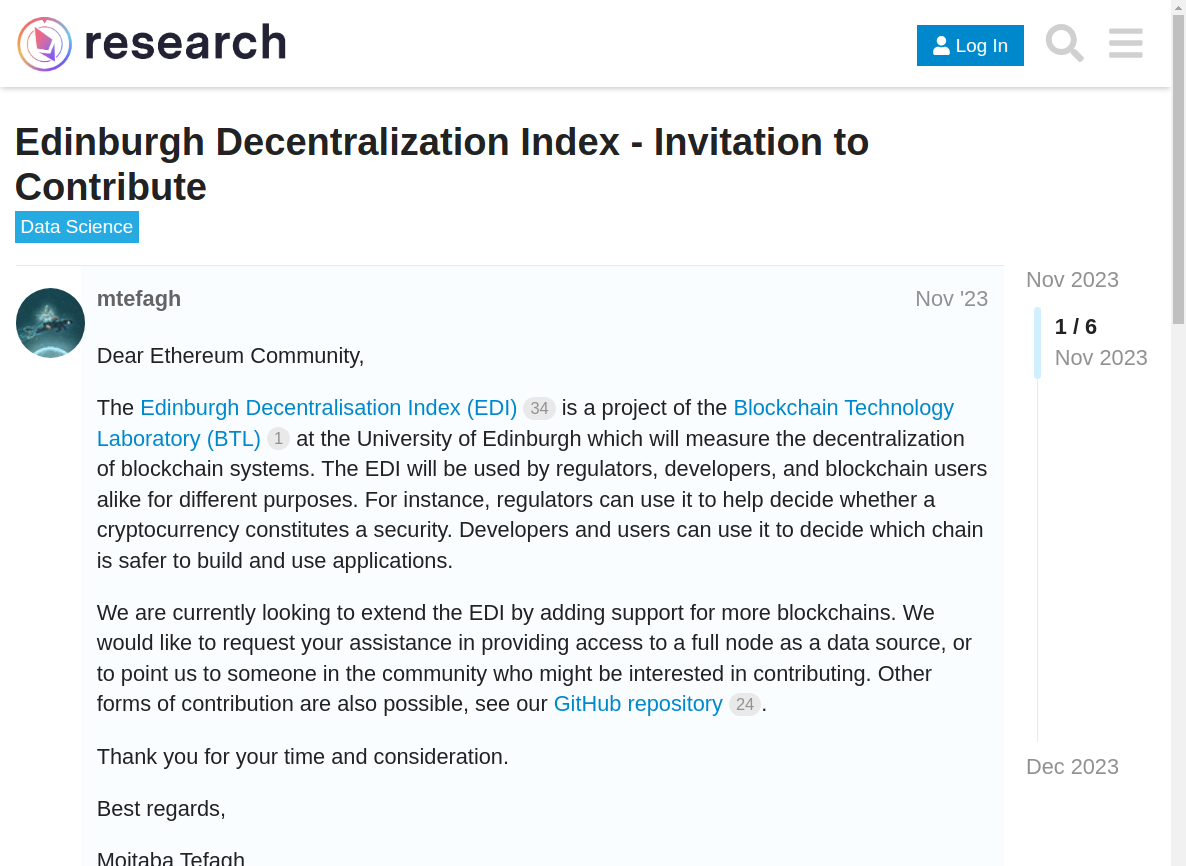 research
Log In
Edinburgh Decentralization Index - Invitation to
Contribute
Data Science
mtefagh
Nov '23
Dear Ethereum Community,
The Edinburgh Decentralisation Index (EDI) 34 is a project of the Blockchain Technology
Laboratory (BTL) 1 at the University of Edinburgh which will measure the decentralization
of blockchain systems. The EDI will be used by regulators, developers, and blockchain users
alike for different purposes. For instance, regulators can use it to help decide whether a
cryptocurrency constitutes a security. Developers and users can use it to decide which chain
is safer to build and use applications.
We are currently looking to extend the EDI by adding support for more blockchains. We
would like to request your assistance in providing access to a full node as a data source, or
to point us to someone in the community who might be interested in contributing. Other
forms of contribution are also possible, see our GitHub repository 24.
Thank you for your time and consideration.
Best regards,
Mojtaba Tefagh
Nov 2023
1 / 6
Nov 2023
Dec 2023